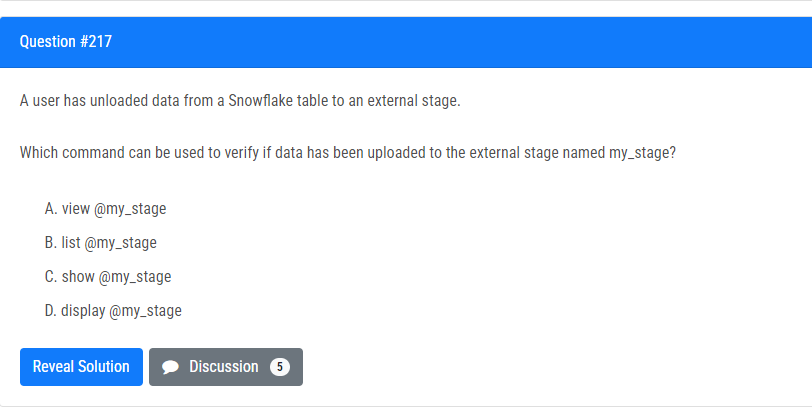 Question #217
A user has unloaded data from a Snowflake table to an external stage.
Which command can be used to verify if data has been uploaded to the external stage named my_stage?
A. view @my_stage
B. list @my_stage
C. show @my_stage
D. display @my_stage
Reveal Solution
Discussion 5